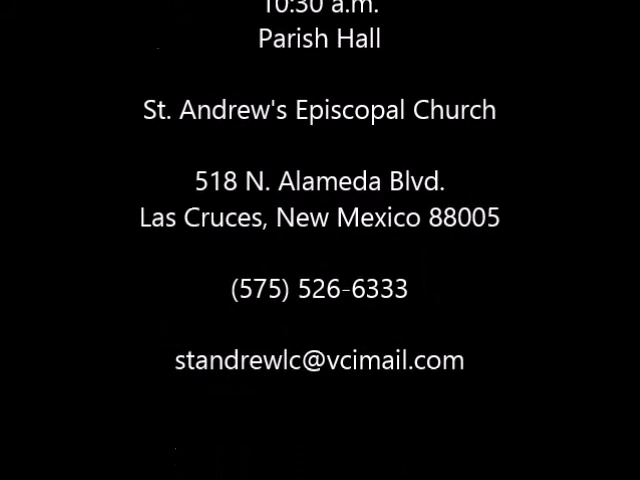 10:30 a.m.
Parish Hall
St. Andrew's Episcopal Church
518 N. Alameda Blvd.
Las Cruces, New Mexico 88005
(575) 526-6333
standrewlc@vcimail.com